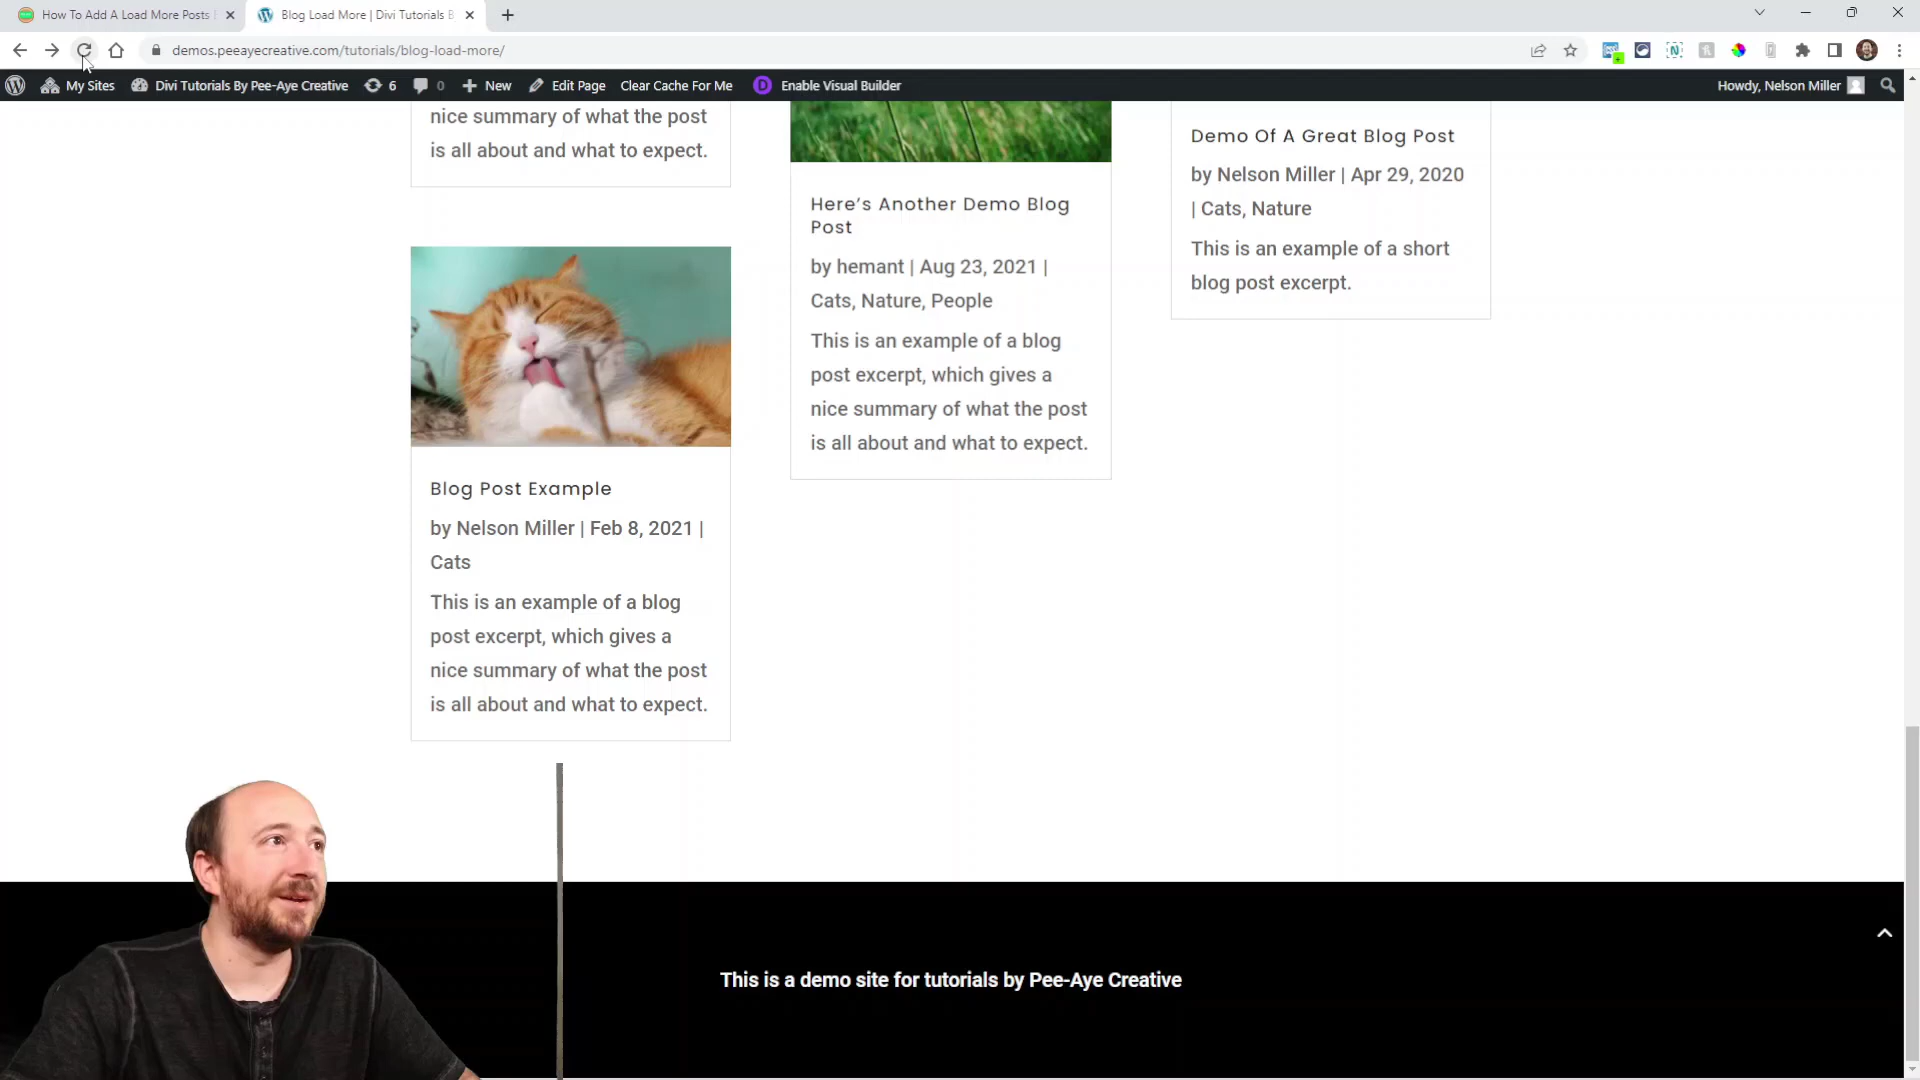 How To Add A Load More Posts
Blog Load More | Divi Tutorials B
demos.peeayecreative.com/tutorials/blog-load-more/
My Sites
Divi Tutorials By Pee-Aye Creative
6
0
New
Edit Page
Clear Cache For Me
D
Enable Visual Builder
Howdy, Nelson Miller
nice summary of what the post
is all about and what to expect.
Blog Post Example
by Nelson Miller | Feb 8, 2021 |
Cats
This is an example of a blog
post excerpt, which gives a
nice summary of what the post
is all about and what to expect.
Here’s Another Demo Blog
Post
by hemant | Aug 23, 2021 |
Cats, Nature, People
This is an example of a blog
post excerpt, which gives a
nice summary of what the post
is all about and what to expect.
Demo Of A Great Blog Post
by Nelson Miller | Apr 29, 2020
| Cats, Nature
This is an example of a short
blog post excerpt.
This is a demo site for tutorials by Pee-Aye Creative